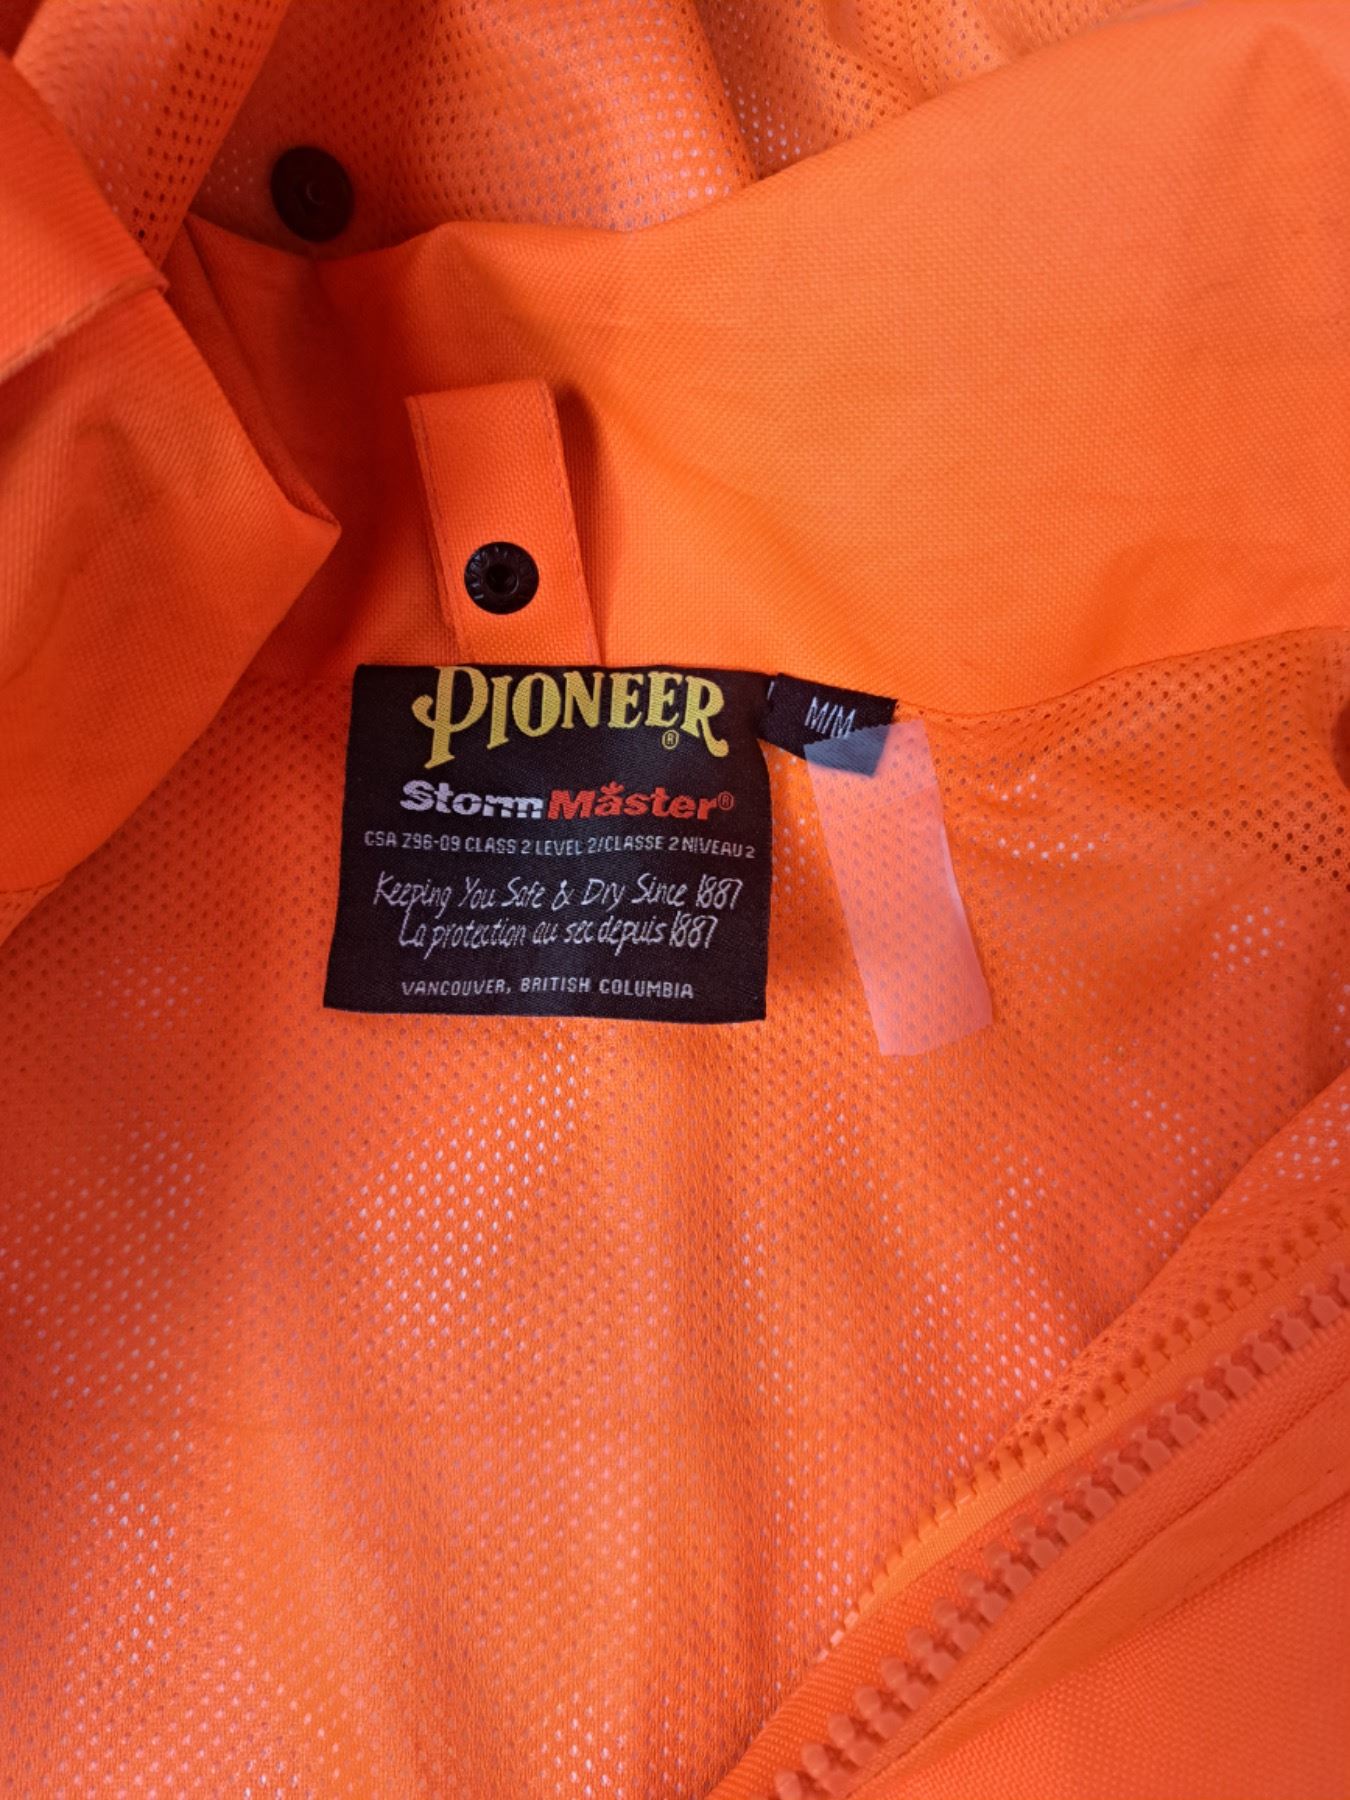 PIONEER®
StormMaster®
CSA Z96-09 CLASS 2 LEVEL 2/CLASSE 2 NIVEAU 2
Keeping You Safe & Dry Since 1887
La protection au sec depuis 1887
VANCOUVER, BRITISH COLUMBIA
M/M